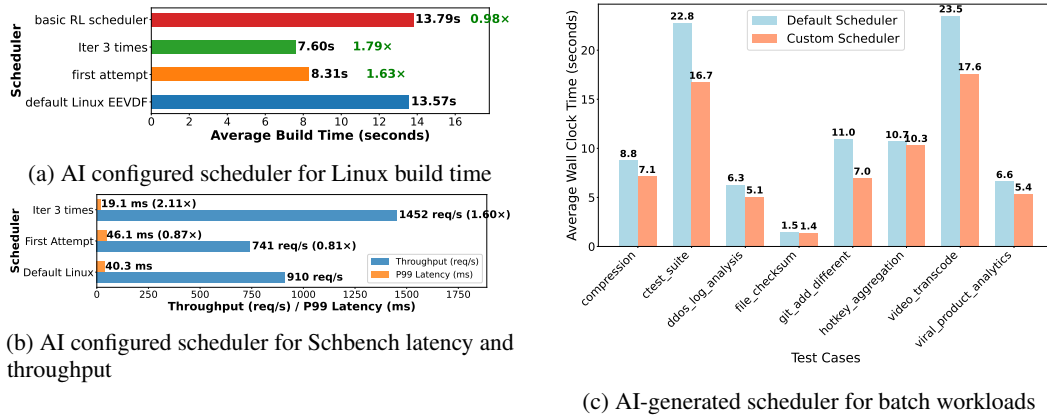 Scheduler
basic RL scheduler
13.79s 0.98×
Iter 3 times
7.60s 1.79×
first attempt
8.31s 1.63×
default Linux EEVDF
13.57s
0 2 4 6 8 10 12 14 16
Average Build Time (seconds)
(a) AI configured scheduler for Linux build time
Scheduler
Iter 3 times
19.1 ms (2.11×)
1452 req/s (1.60×)
First Attempt
46.1 ms (0.87×)
741 req/s (0.81×)
Default Linux
40.3 ms
910 req/s
Throughput (req/s)
P99 Latency (ms)
0 250 500 750 1000 1250 1500 1750
Throughput (req/s) / P99 Latency (ms)
(b) AI configured scheduler for Schbench latency and
throughput
Average Wall Clock Time (seconds)
20
15
10
5
0
Default Scheduler
Custom Scheduler
8.8 7.1
22.8 16.7
6.3 5.1
1.5 1.4
11.0 7.0
10.7 10.3
23.5 17.6
6.6 5.4
compression
ctest_suite
ddos_log_analysis
file_checksum
git_add_different
hotkey_aggregation
video_transcode
viral_product_analytics
Test Cases
(c) AI-generated scheduler for batch workloads